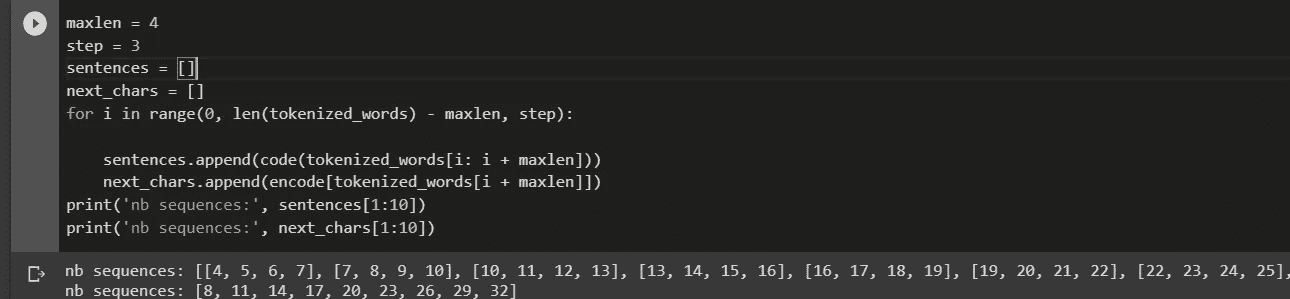 maxlen = 4
step = 3
sentences = []
next_chars = []
for i in range(0, len(tokenized_words) - maxlen, step):
sentences.append(code(tokenized_words[i: i + maxlen]))
next_chars.append(encode[tokenized_words[i + maxlen]])
print('nb sequences:', sentences[1:10])
print('nb sequences:', next_chars[1:10])
nb sequences: [[4, 5, 6, 7], [7, 8, 9, 10], [10, 11, 12, 13], [13, 14, 15, 16], [16, 17, 18, 19], [19, 20, 21, 22], [22, 23, 24, 25],
nb sequences: [8, 11, 14, 17, 20, 23, 26, 29, 32]